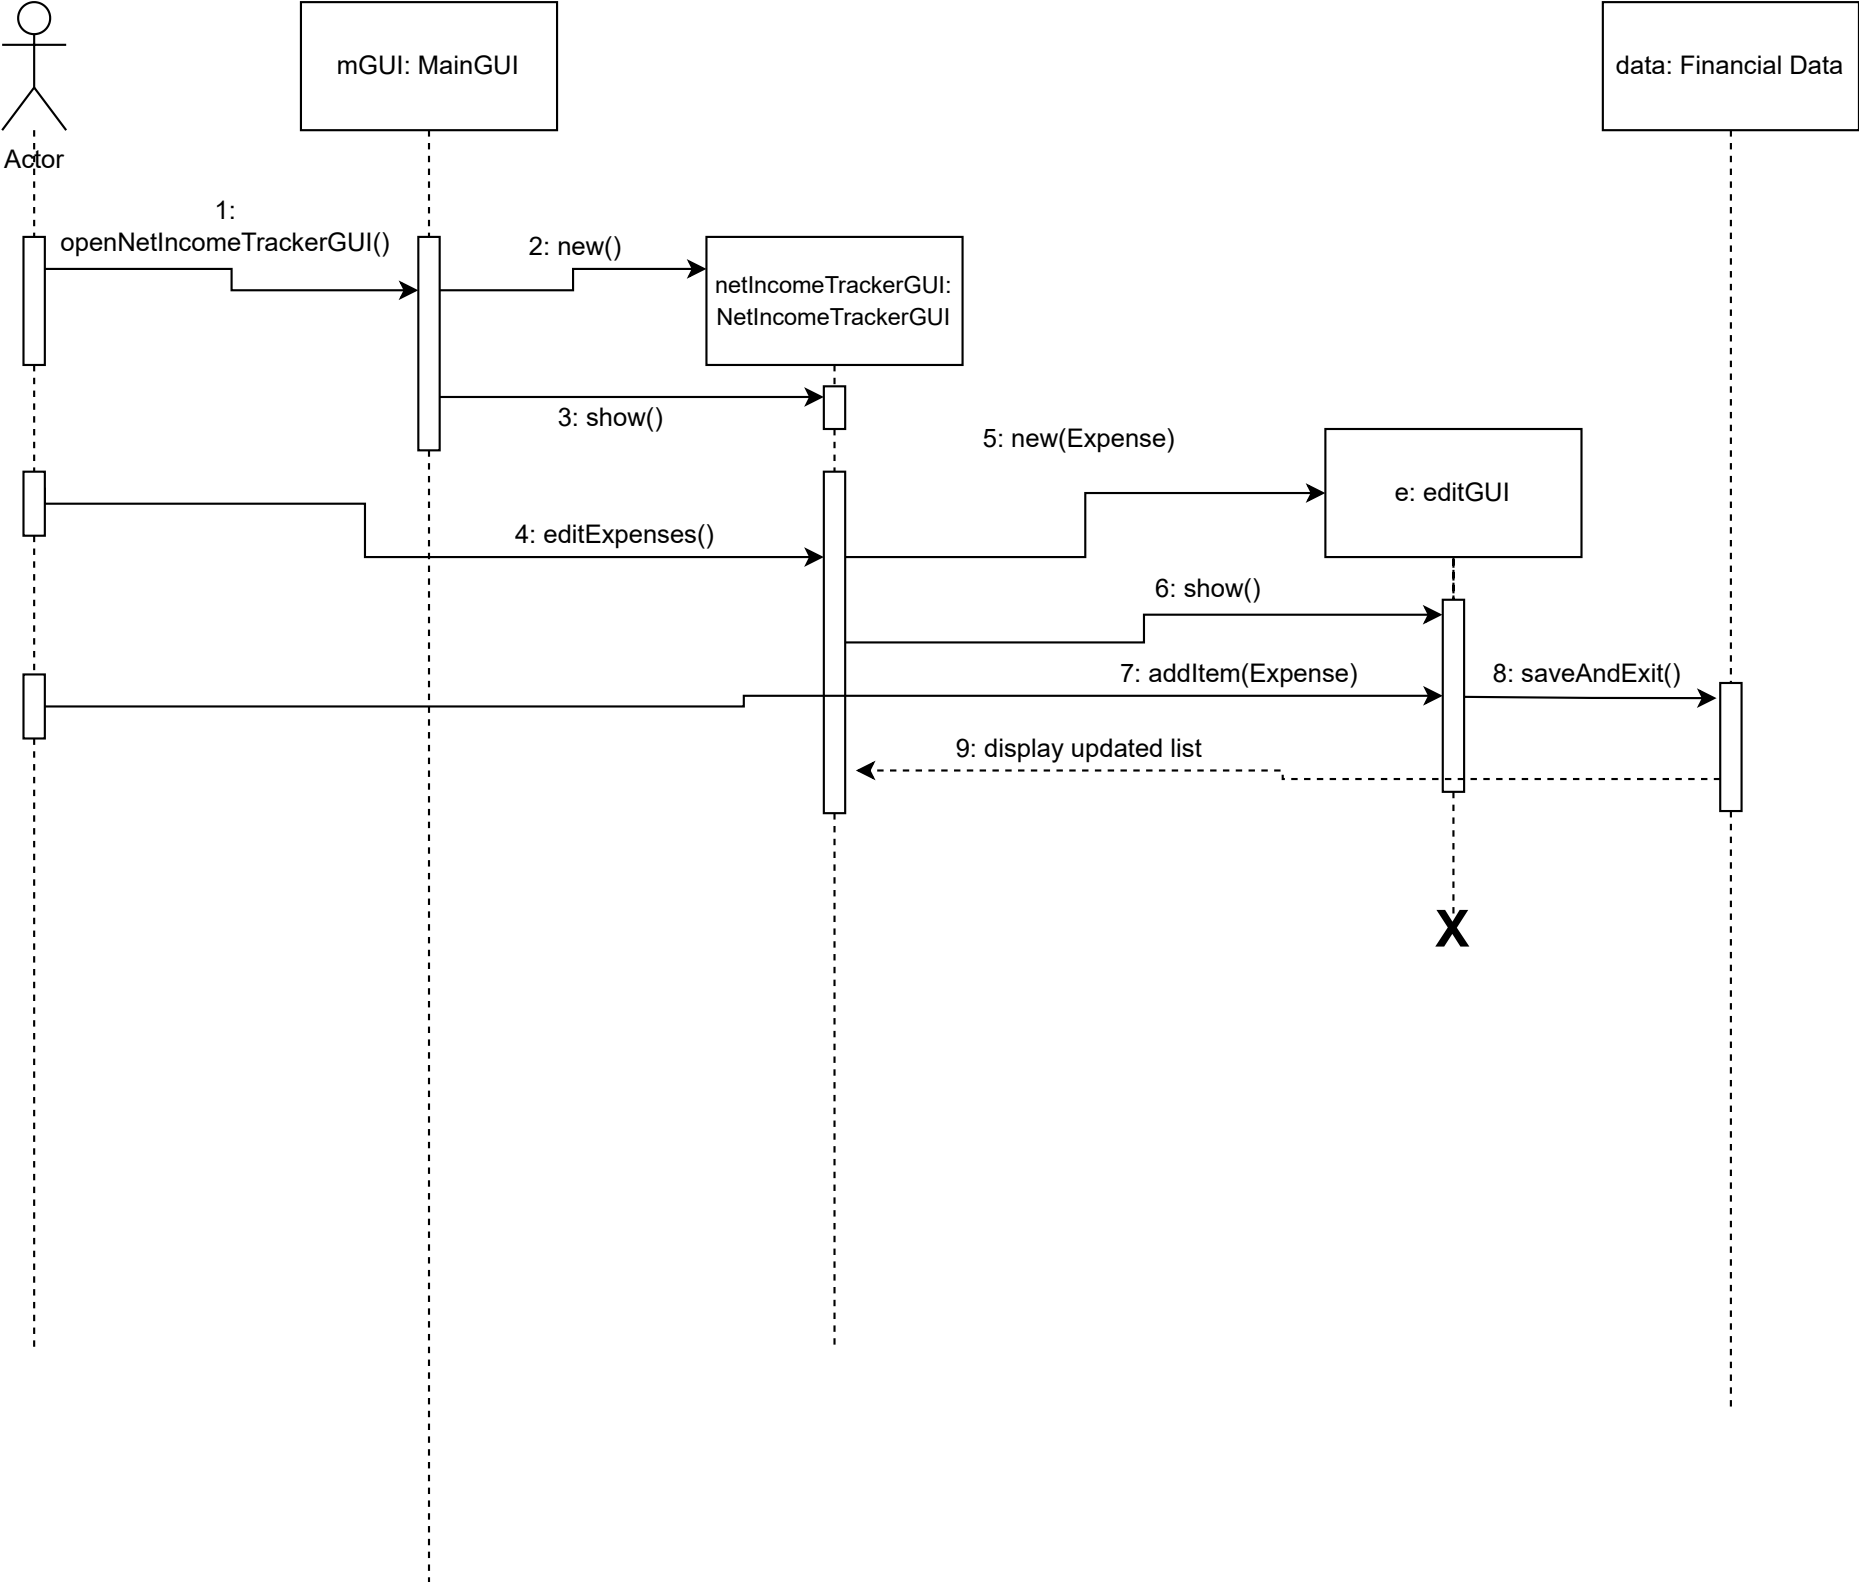 mGUI: MainGUI
data: Financial Data
Actor
1:
openNetIncomeTrackerGUI()
2: new()
netIncomeTrackerGUI:
NetIncomeTrackerGUI
3: show()
5: new(Expense)
e: editGUI
4: editExpenses()
6: show()
7: addItem(Expense)
8: saveAndExit()
9: display updated list
X